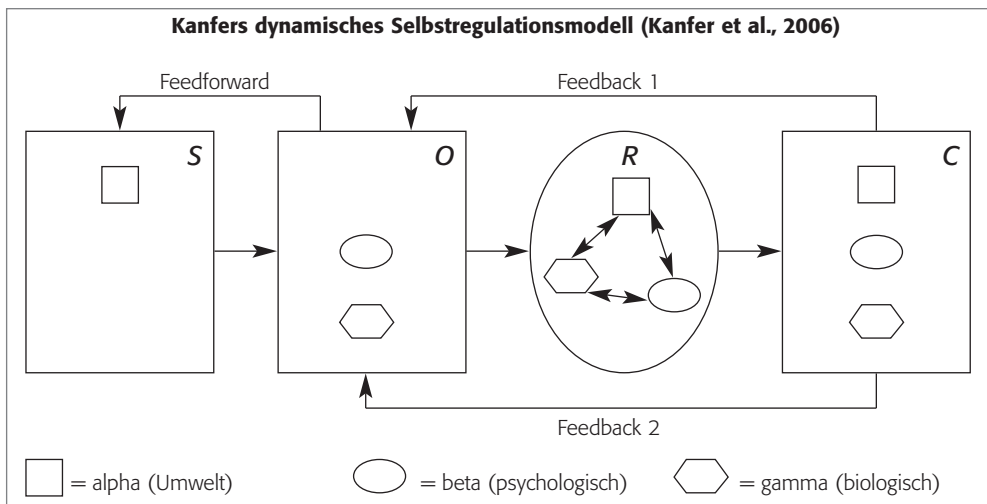 Kanfers dynamisches Selbstregulationsmodell (Kanfer et al., 2006)
Feedforward
Feedback 1
S
O
R
C
Feedback 2
= alpha (Umwelt)
= beta (psychologisch)
= gamma (biologisch)